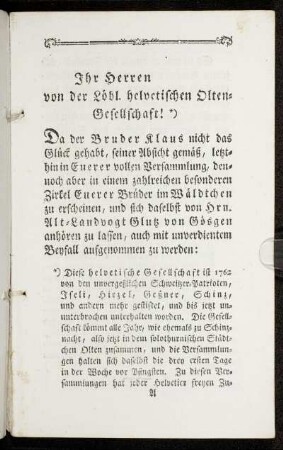 Ihr Herren
von der Löbl. helvetischen Olten-
Gesellschaft! *)
Da der Bruder Klaus nicht das
Glück gehabt, seiner Absicht gemäß, letzt-
hin in Euerer vollen Versammlung, den-
noch aber in einem zahlreichen besonderen
Zirkel Euerer Brüder im Wäldtchen
zu erscheinen, und sich daselbst von Hrn.
Alt-Landvogt Glutz von Gösgen
anhören zu lassen, auch mit unverdientem
Beyfall aufgenommen zu werden:
*) Diese helvetische Gesellschaft ist 1762
von den unvergeßlichen Schweitzer-Patrioten,
Iseli, Hirzel, Geßner, Schinz,
und andern mehr gestiftet, und bis jetzt un-
unterbrochen unterhalten worden. Die Gesell-
schaft kömmt alle Jahr, wie ehemals zu Schinz-
nacht, also jetzt in dem solothurnischen Städt-
chen Olten zusammen, und die Versammlun-
gen halten sich daselbst die drey ersten Tage
in der Woche vor Pfingsten. Zu diesen Ver-
sammlungen hat jeder Helvetier freyen Zu-
A